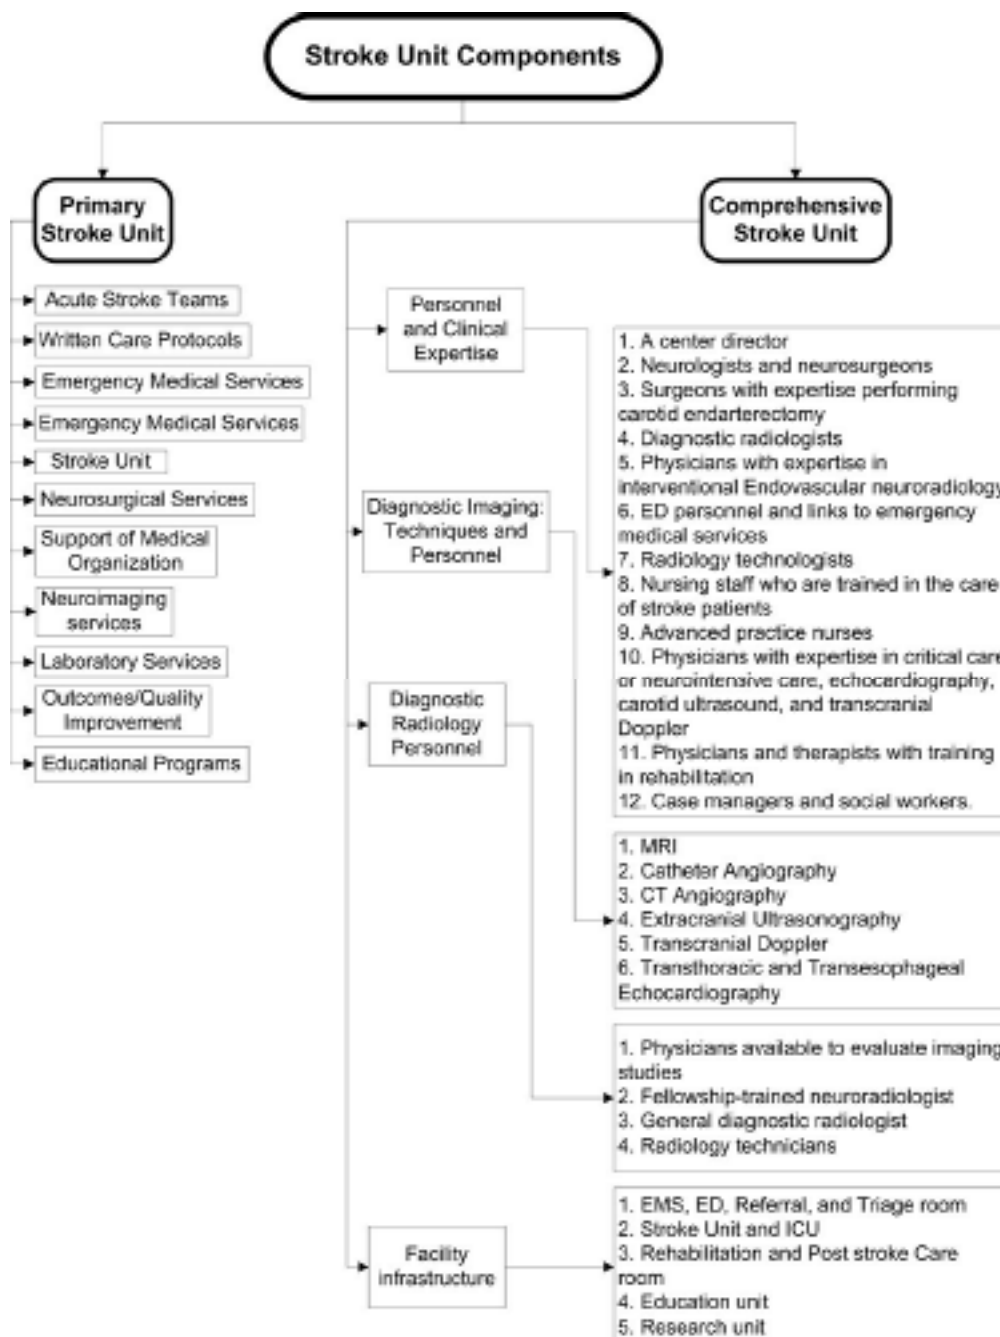 Stroke Unit Components
Primary
Stroke Unit
Comprehensive
Stroke Unit
Acute Stroke Teams
Written Care Protocols
Emergency Medical Services
Emergency Medical Services
Stroke Unit
Neurosurgical Services
Support of Medical
Organization
Neuroimaging
services
Laboratory Services
Outcomes/Quality
Improvement
Educational Programs
Personnel
and Clinical
Expertise
Diagnostic Imaging:
Techniques and
Personnel
Diagnostic
Radiology
Personnel
Facility
infrastructure
1. A center director
2. Neurologists and neurosurgeons
3. Surgeons with expertise performing
carotid endarterectomy
4. Diagnostic radiologists
5. Physicians with expertise in
interventional Endovascular neuroradiology
6. ED personnel and links to emergency
medical services
7. Radiology technologists
8. Nursing staff who are trained in the care
of stroke patients
9. Advanced practice nurses
10. Physicians with expertise in critical care
or neurointensive care, echocardiography,
carotid ultrasound, and transcranial
Doppler
11. Physicians and therapists with training
in rehabilitation
12. Case managers and social workers.
1. MRI
2. Catheter Angiography
3. CT Angiography
4. Extracranial Ultrasonography
5. Transcranial Doppler
6. Transthoracic and Transesophageal
Echocardiography
1. Physicians available to evaluate imaging
studies
2. Fellowship-trained neuroradiologist
3. General diagnostic radiologist
4. Radiology technicians
1. EMS, ED, Referral, and Triage room
2. Stroke Unit and ICU
3. Rehabilitation and Post stroke Care
room
4. Education unit
5. Research unit